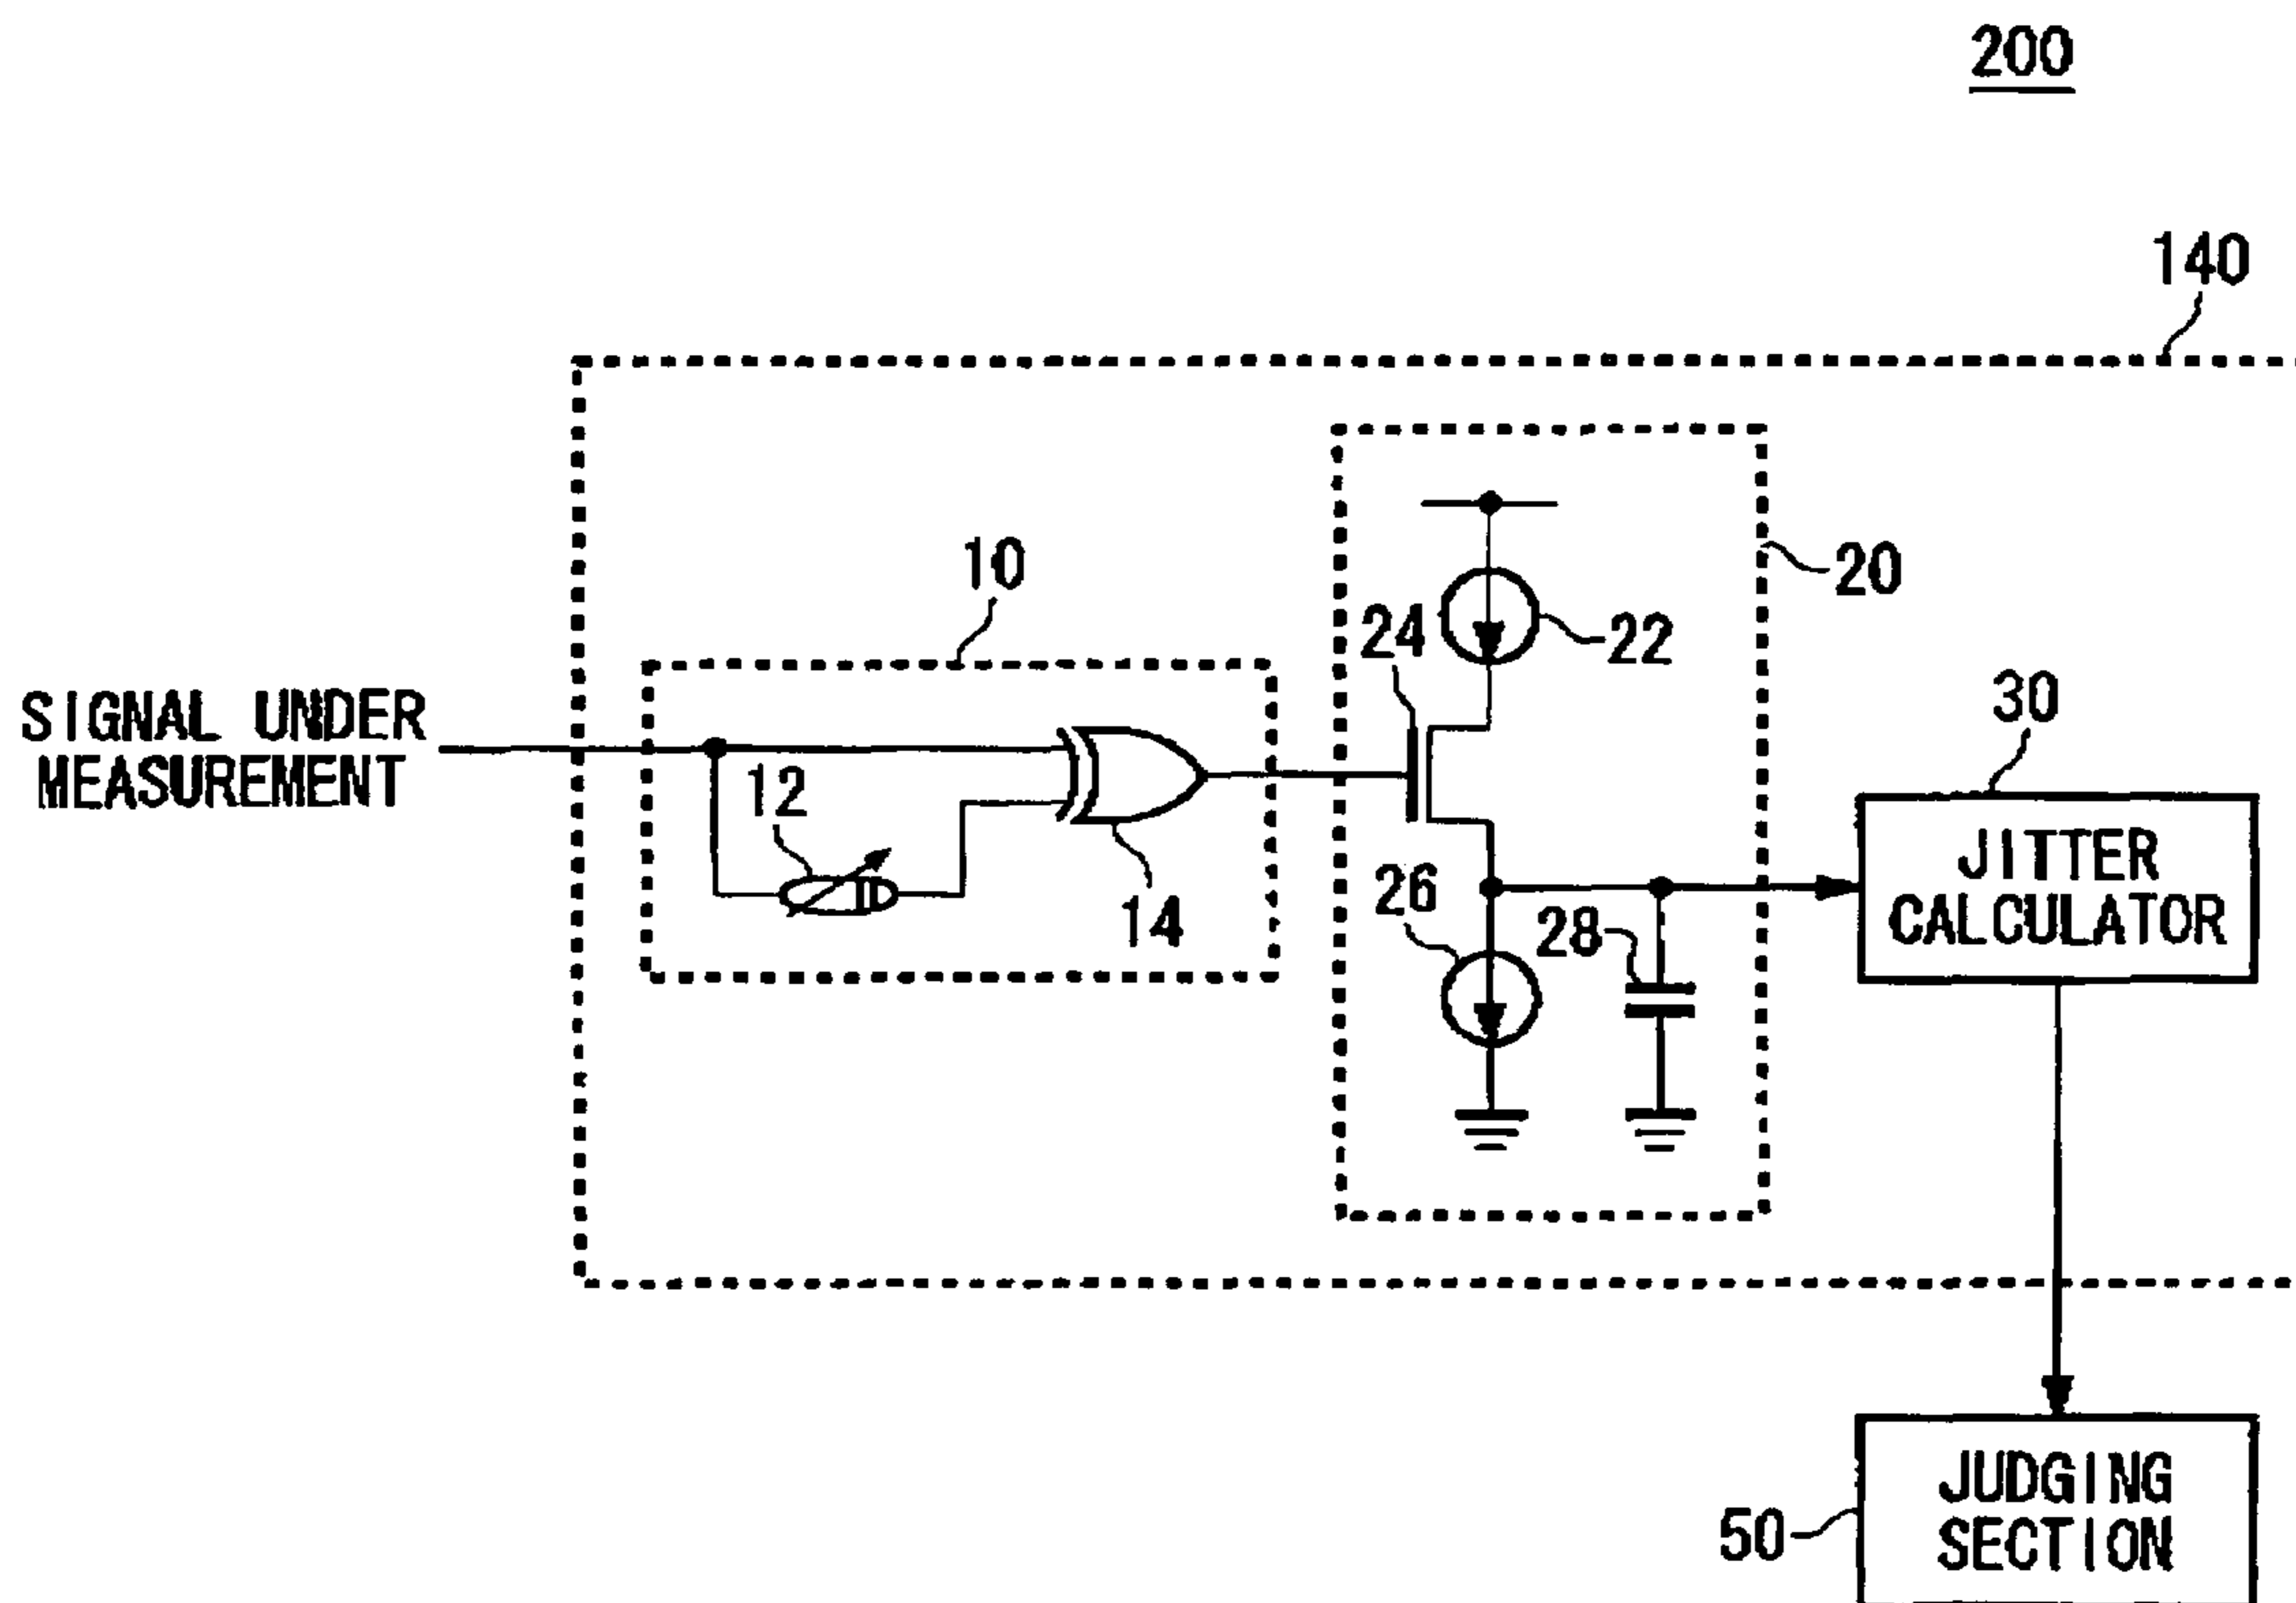 200
140
10
20
24
22
SIGNAL UNDER
MEASUREMENT
30
12
JITTER
CALCULATOR
26
28
14
JUDGING
SECTION
50